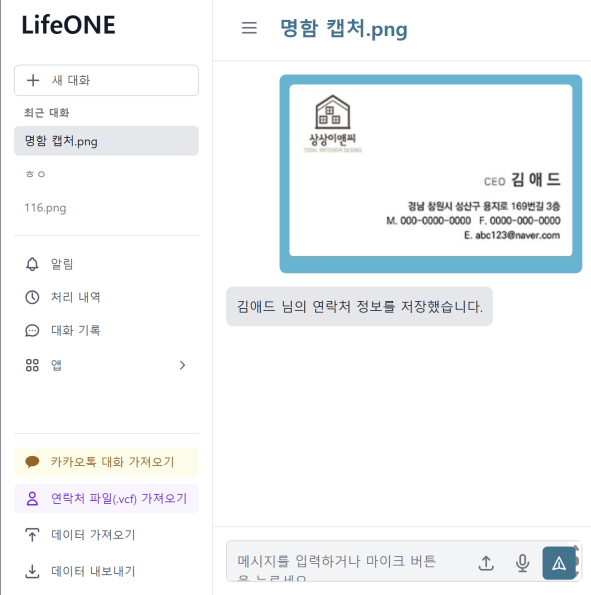 LifeONE
새 대화
최근 대화
명함 캡처.png
ㅎㅇ
116.png
알림
처리 내역
대화 기록
앱
카카오톡 대화 가져오기
연락처 파일(.vcf) 가져오기
데이터 가져오기
데이터 내보내기
명함 캡처.png
상상이앤씨
TOTAL INTERIOR DESING
CEO 김 애 드
경남 창원시 성산구 용지로 169번길 3층
M. 000-0000-0000 F. 0000-000-0000
E. abc123@naver.com
김애드 님의 연락처 정보를 저장했습니다.
메시지를 입력하거나 마이크 버튼
을 누르세요